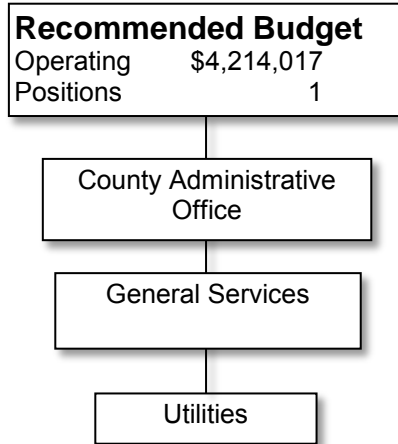 Recommended Budget
Operating $4,214,017
Positions 1
County Administrative
Office
General Services
Utilities